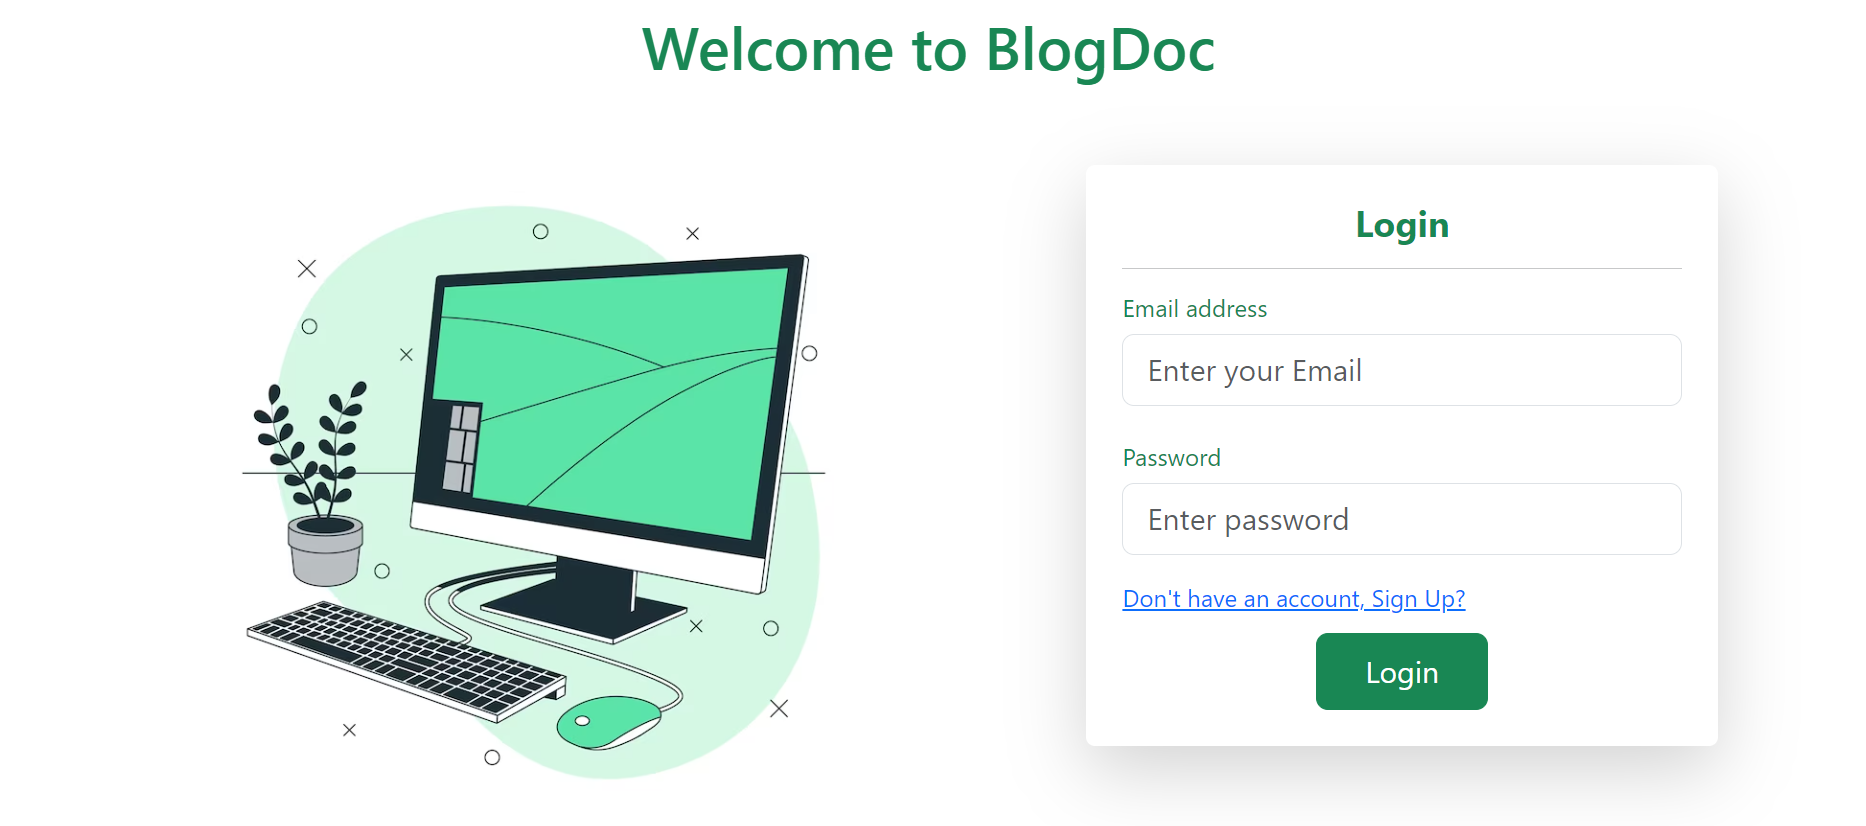 Welcome to BlogDoc
Login
Email address
Enter your Email
Password
Enter password
Don't have an account, Sign Up?
Login